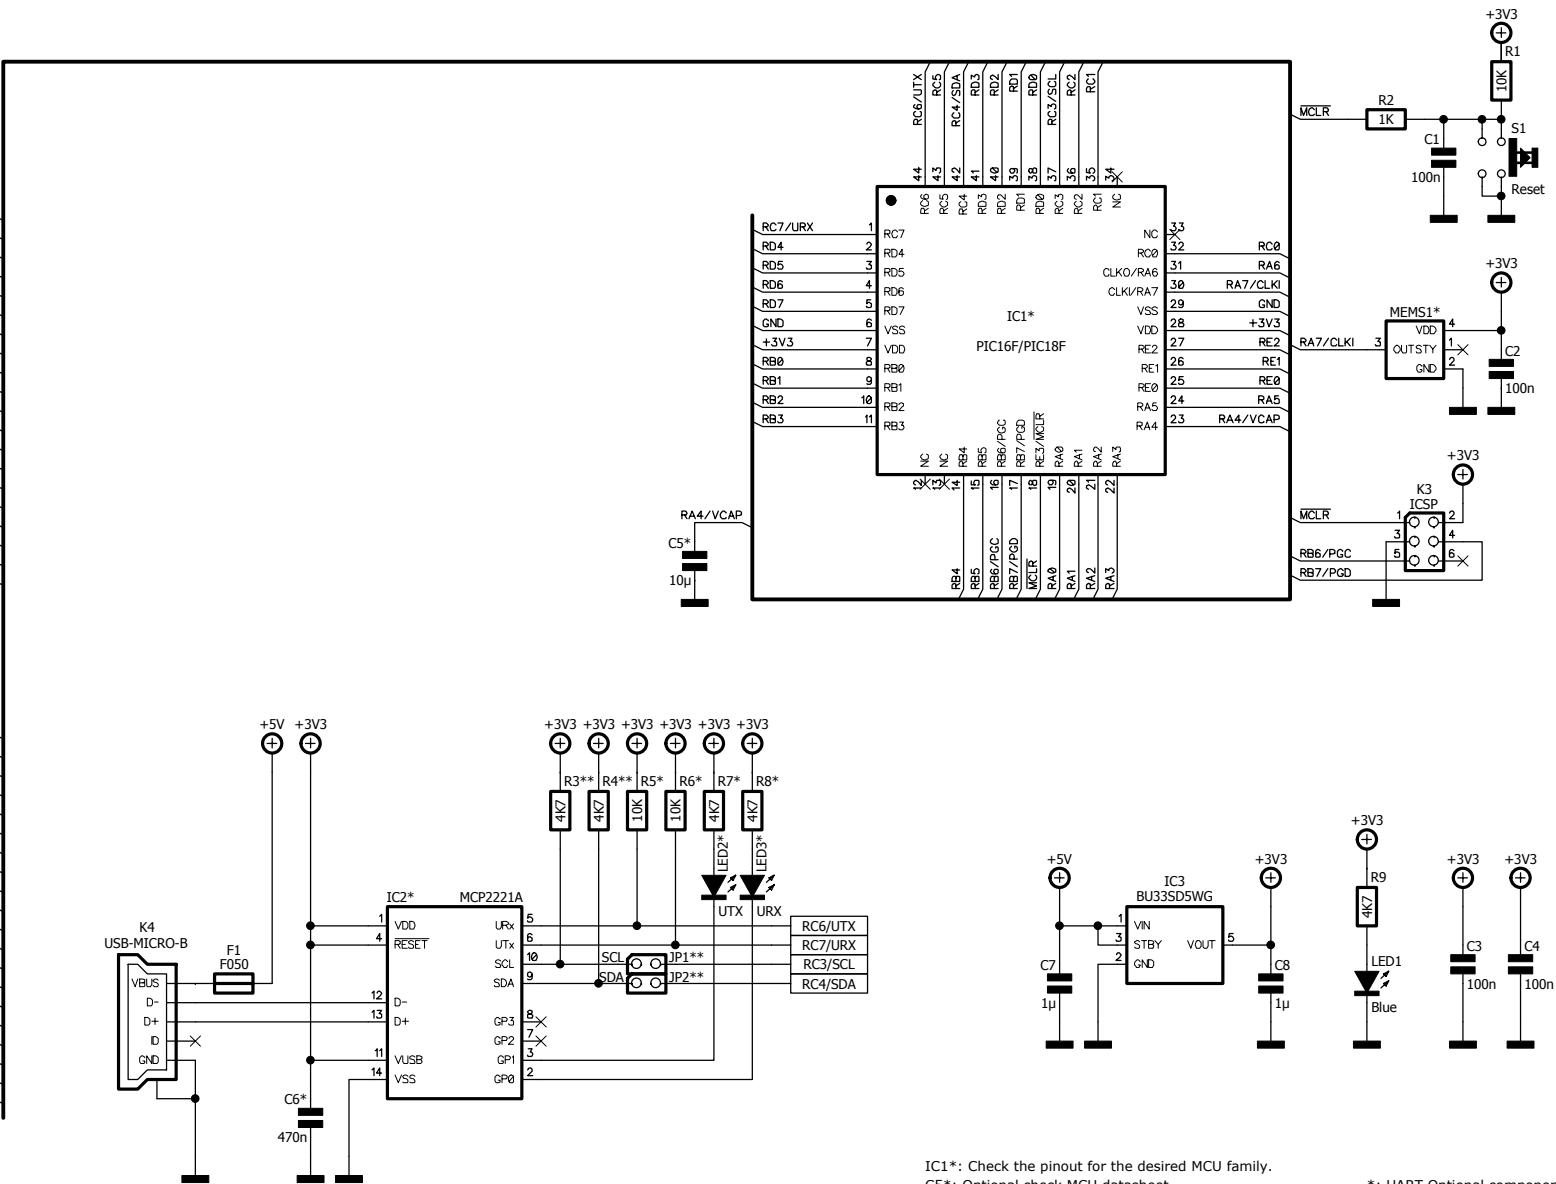 +3V3
R1
10K
RC6/UTX
RC5
RC4/SDA
RD3
RD2
RD1
RD0
RC3/SCL
RC2
RC1
MCLR
R2
1K
C1
100n
S1
Reset
44
43
42
41
40
39
38
37
36
35
34
RC6
RC5
RC4
RD3
RD2
RD1
RD0
RC3
RC2
RC1
NC
RC7/URX 1 RC7
RD4 2 RD4
RD5 3 RD5
RD6 4 RD6
RD7 5 RD7
GND 6 VSS
+3V3 7 VDD
RB0 8 RB0
RB1 9 RB1
RB2 10 RB2
RB3 11 RB3
IC1*
PIC16F/PIC18F
NC 33
RC0 32 RC0
CLKO/RA6 31 RA6
CLKI/RA7 30 RA7/CLKI
VSS 29 GND
VDD 28 +3V3
RE2 27 RE2
RE1 26 RE1
RE0 25 RE0
RA5 24 RA5
RA4 23 RA4/VCAP
NC
NC
RB4
RB5
RB6/PGC
RB7/PGD
RE3/MCLR
RA0
RA1
RA2
RA3
12
13
14
15
16
17
18
19
20
21
22
RB4
RB5
RB6/PGC
RB7/PGD
MCLR
RA0
RA1
RA2
RA3
+3V3
MEMS1*
RA7/CLKI 3 OUT STY 1
VDD 4
GND 2
C2
100n
RA4/VCAP
C5*
10µ
+3V3
K3
ICSP
MCLR 1 2
3 4
RB6/PGC 5 6
RB7/PGD
+5V +3V3
+3V3 +3V3 +3V3 +3V3 +3V3 +3V3
R3** R4** R5* R6* R7* R8*
4K7 4K7 10K 10K 4K7 4K7
LED2* LED3*
UTX URX
IC2* MCP2221A
1 VDD
4 RESET
12 D-
13 D+
11 VUSB
14 VSS
URx 5
UTx 6
SCL 10
SDA 9
GP3 8
GP2 7
GP1 3
GP0 2
SCL JP1**
SDA JP2**
RC6/UTX
RC7/URX
RC3/SCL
RC4/SDA
K4
USB-MICRO-B
VBUS
D-
D+
ID
GND
F1
F050
C6*
470n
+5V
+3V3
IC3
BU33SD5WG
1 VIN
3 STBY
2 GND
VOUT 5
C7
1µ
C8
1µ
+3V3
R9
4K7
LED1
Blue
+3V3 +3V3
C3
100n
C4
100n
IC1*: Check the pinout for the desired MCU family.
C5*: Optional check MCU datasheet
*: UART Optional componen